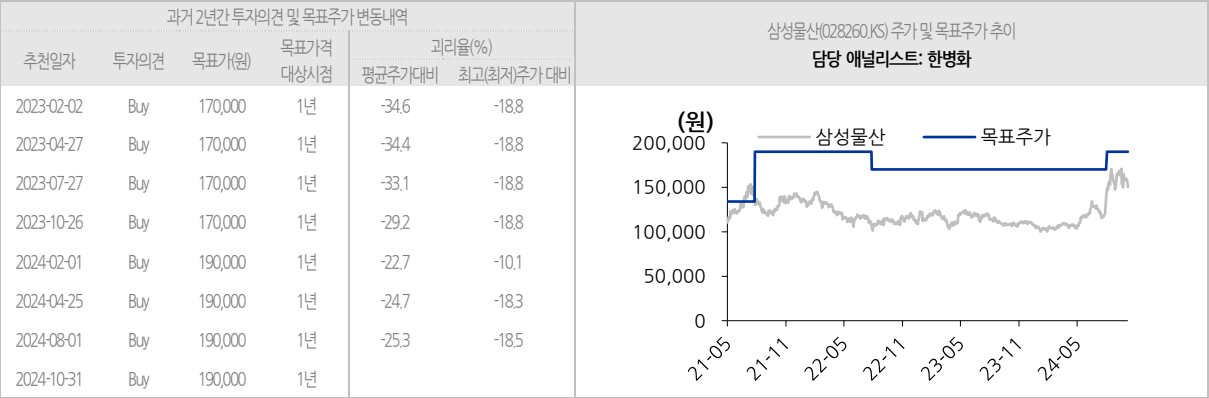 과거 2년간 투자의견 및 목표주가 변동내역
추천일자 투자의견 목표가(원) 목표가격 대상시점 괴리율(%)
평균주가대비 최고(최저)주가 대비
2023-02-02 Buy 170,000 1년 -34.6 -18.8
2023-04-27 Buy 170,000 1년 -34.4 -18.8
2023-07-27 Buy 170,000 1년 -33.1 -18.8
2023-10-26 Buy 170,000 1년 -29.2 -18.8
2024-02-01 Buy 190,000 1년 -22.7 -10.1
2024-04-25 Buy 190,000 1년 -24.7 -18.3
2024-08-01 Buy 190,000 1년 -25.3 -18.5
2024-10-31 Buy 190,000 1년
삼성물산(028260.KS) 주가 및 목표주가 추이
담당 애널리스트: 한병화
(원)
삼성물산 목표주가
200,000
150,000
100,000
50,000
0
21-05 21-11 22-05 22-11 23-05 23-11 24-05